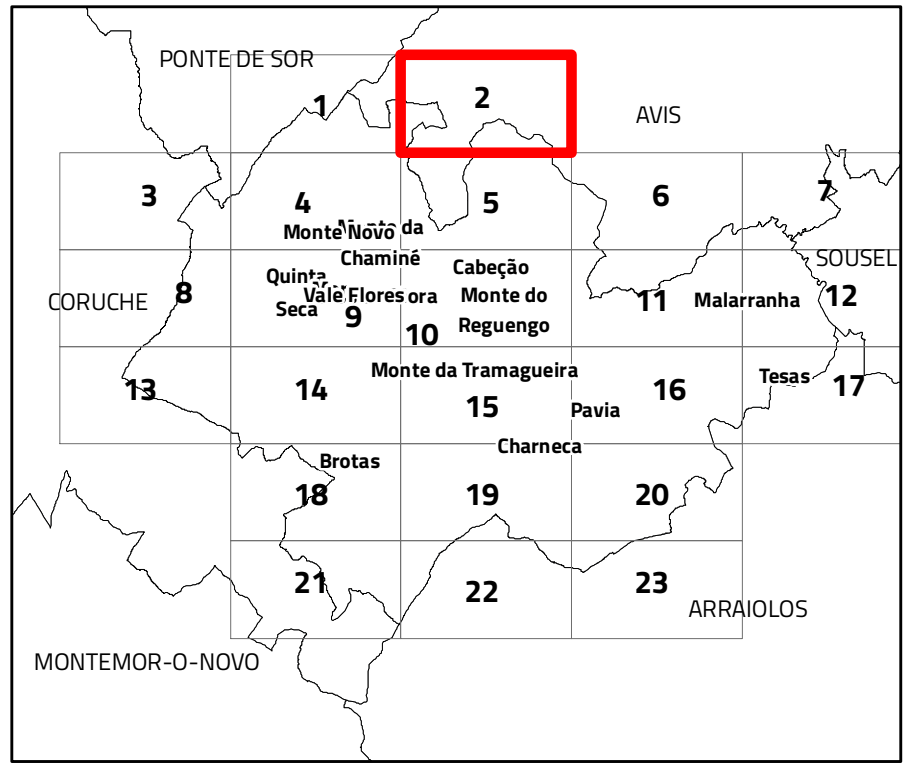 PONTE DE SOR
1
2
AVIS
3
4
5
6
7
Monte Novo
da
Chaminé
SOUSEL
Cabeção
Quinta
Seca
Vale Flores
ora
CORUCHE
8
9
10
Monte do
Reguengo
11
Malarranha
12
Monte da Tramagueira
13
14
15
Pavia
16
Tesas
17
Charneca
Brotas
18
19
20
21
22
23
ARRAIOLOS
MONTEMOR-O-NOVO